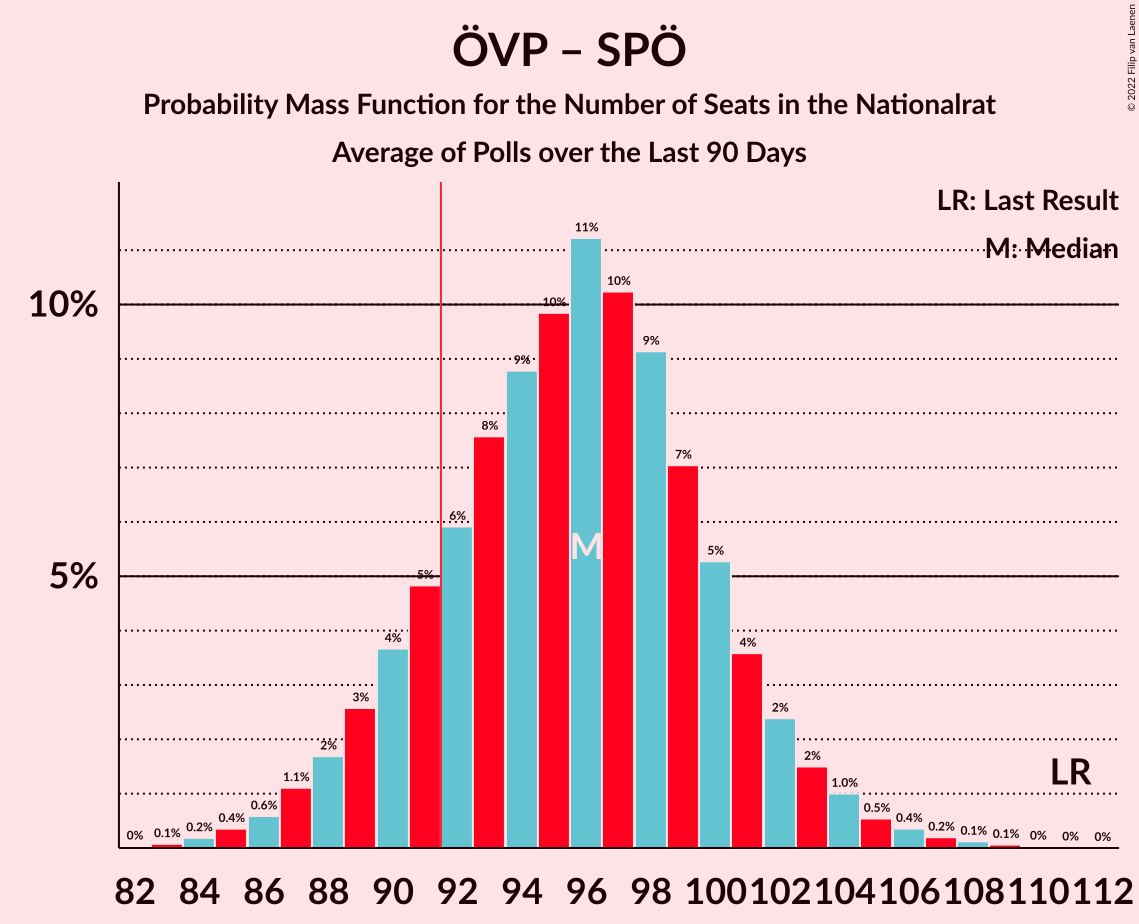 ÖVP – SPÖ
Probability Mass Function for the Number of Seats in the Nationalrat
Average of Polls over the Last 90 Days
© 2022 Filip van Laenen
LR: Last Result
M: Median
10%
5%
0% 0.1% 0.2% 0.4% 0.6% 1.1% 2% 3% 4% 5% 6% 8% 9% 10% 11% 10% 9% 7% 5% 4% 2% 2% 1.0% 0.5% 0.4% 0.2% 0.1% 0.1% 0% 0% 0%
M
LR
82 84 86 88 90 92 94 96 98 100 102 104 106 108 110 112